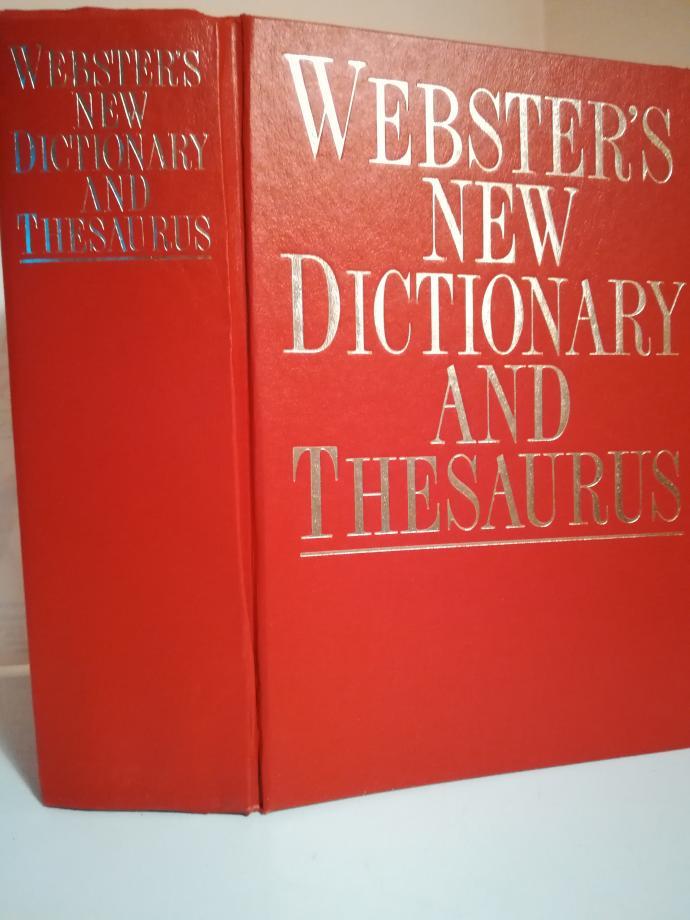 WEBSTER'S
NEW
DICTIONARY
AND
THESAURUS
WEBSTER'S
NEW
DICTIONARY
AND
THESAURUS